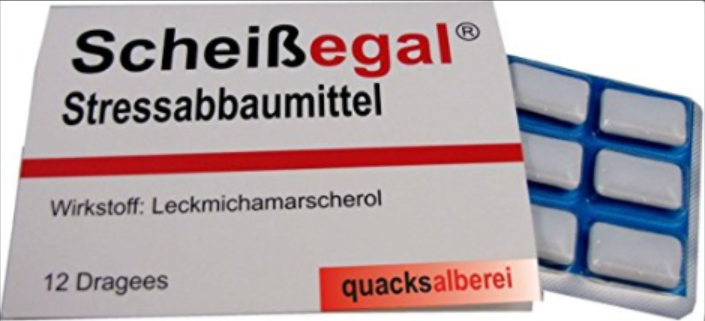 Scheißegal®
Stressabbaumittel
Wirkstoff: Leckmichamarscherol
12 Dragees
quacksalberei